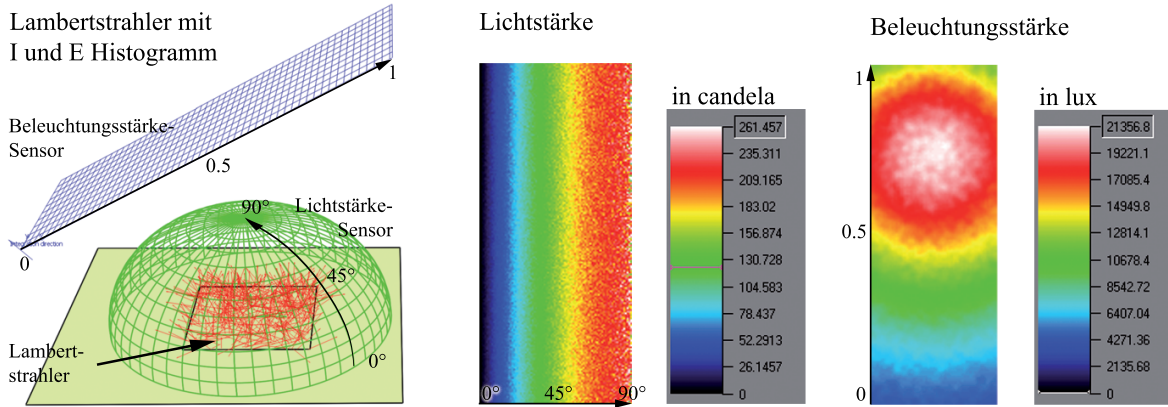 Lambertstrahler mit
I und E Histogramm
1
Beleuchtungsstärke-
Sensor
0.5
90°
Lichtstärke-
Sensor
0
45°
Lambert-
strahler
0°
Lichtstärke
0°
45°
90°
in candela
261.457
235.311
209.165
183.02
156.874
130.728
104.583
78.437
52.2913
26.1457
0
Beleuchtungsstärke
1
0.5
0
in lux
21356.8
19221.1
17085.4
14949.8
12814.1
10678.4
8542.72
6407.04
4271.36
2135.68
0